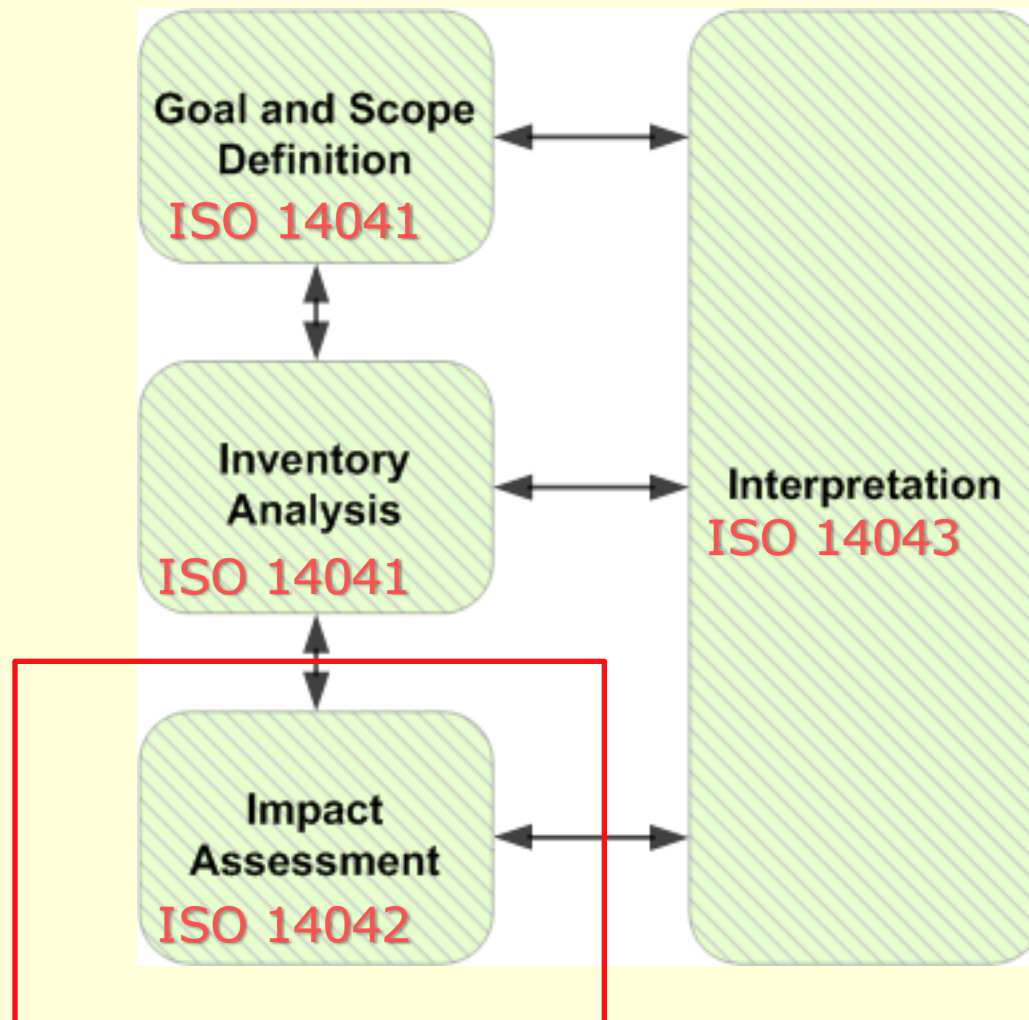 Goal and Scope
Definition
ISO 14041
Inventory
Analysis
ISO 14041
Interpretation
ISO 14043
Impact
Assessment
ISO 14042